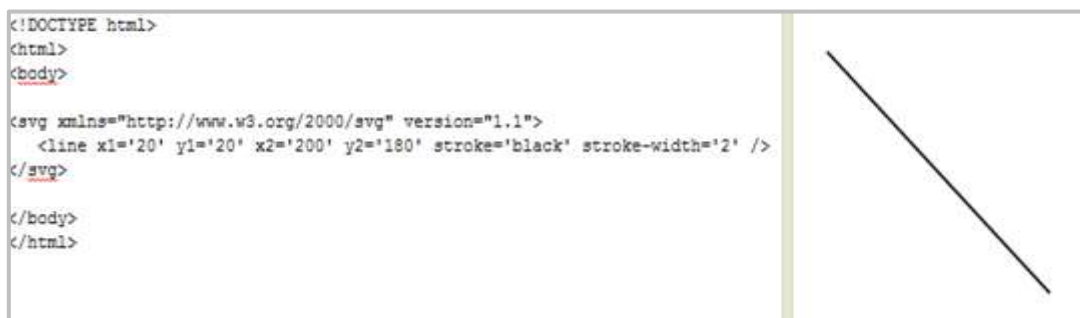 <!DOCTYPE html>
<html>
<body>
<svg xmlns="http://www.w3.org/2000/svg" version="1.1">
<line x1='20' y1='20' x2='200' y2='180' stroke='black' stroke-width='2' />
</svg>
</body>
</html>